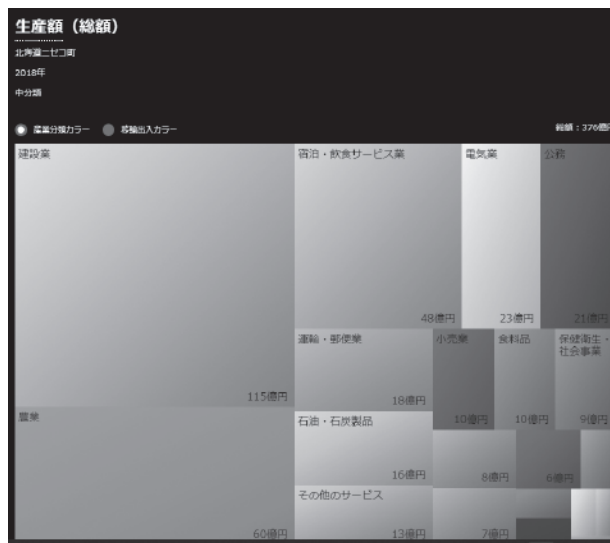 生産額（総額）
北海道ニセコ町
2018年
中分類
産業分類カラー 移輸出入カラー
総額：376億円
建設業
115億円
農業
60億円
宿泊・飲食サービス業
48億円
電気業
23億円
公務
21億円
運輸・郵便業
18億円
小売業
10億円
食料品
10億円
保健衛生・
社会事業
9億円
石油・石炭製品
16億円
8億円
6億円
その他のサービス
13億円
7億円